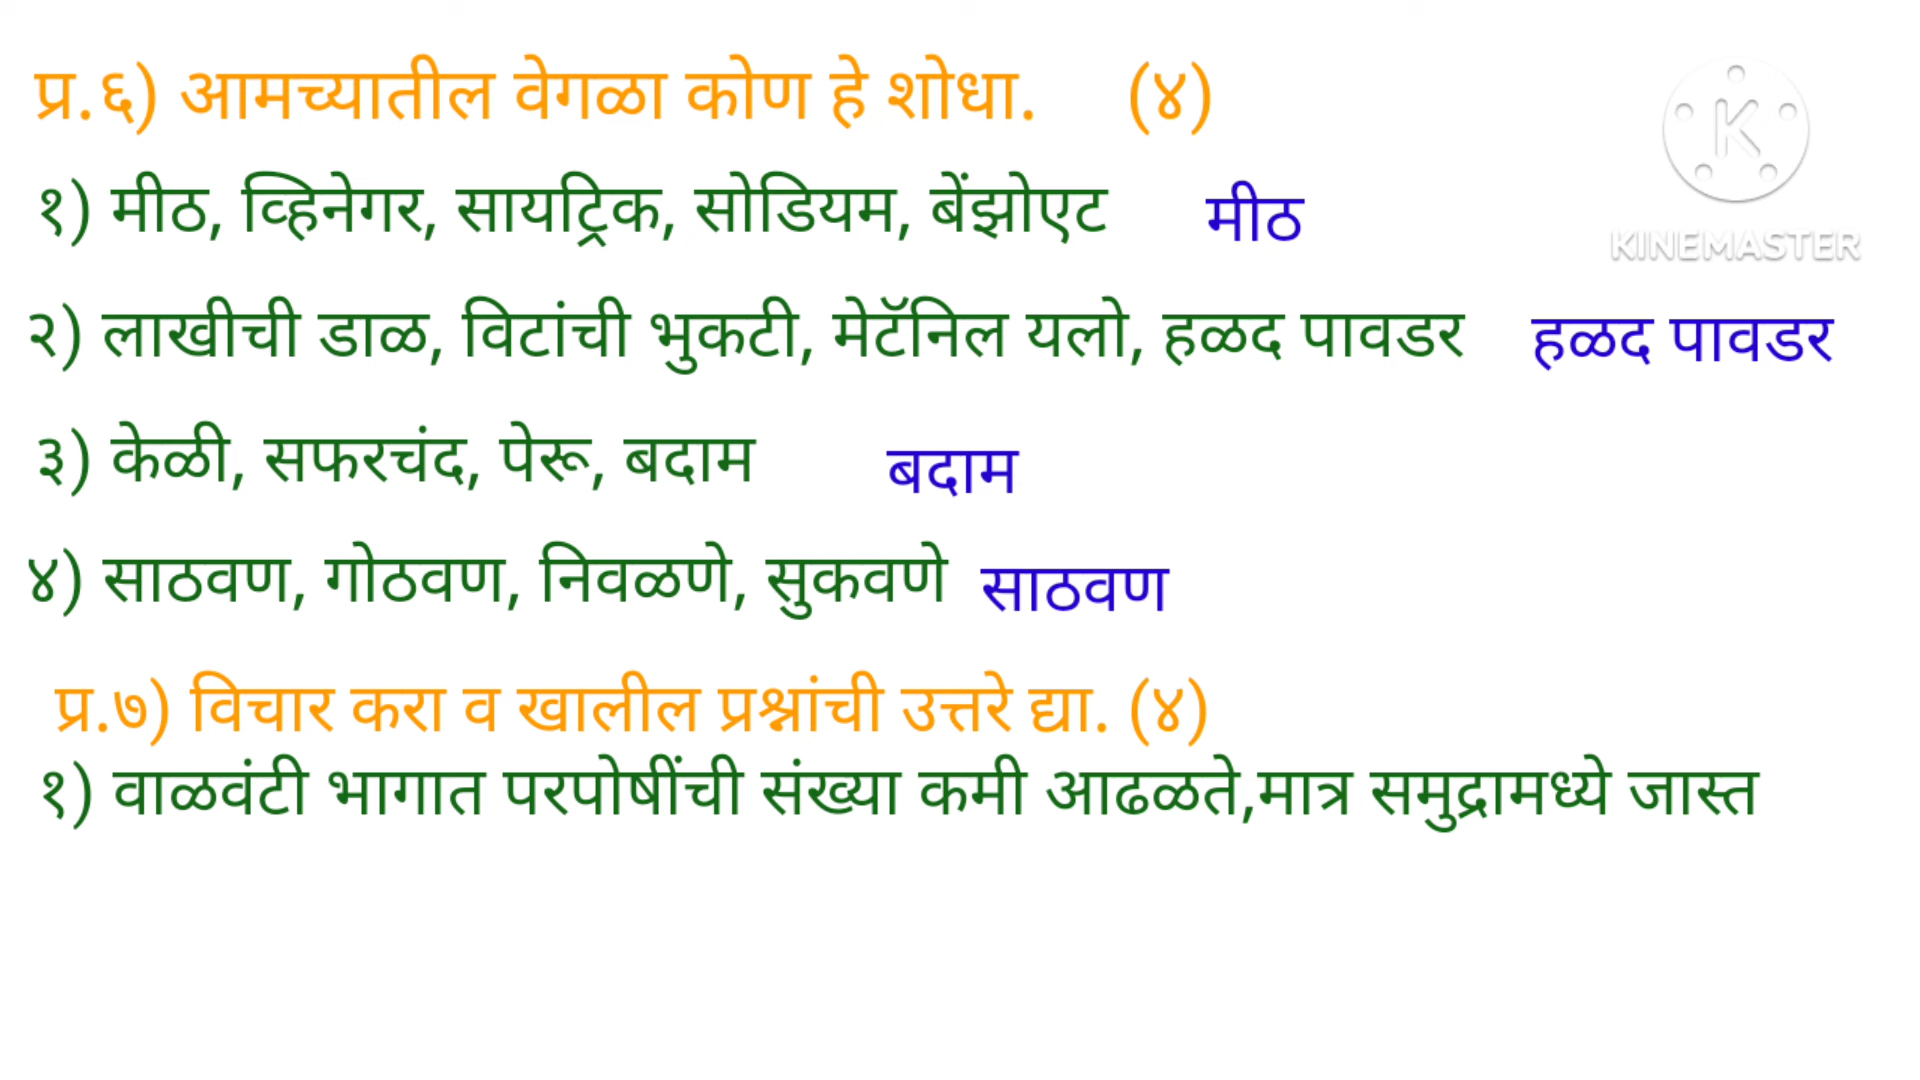 प्र.६) आमच्यातील वेगळा कोण हे शोधा. (४)
१) मीठ, व्हिनेगर, सायट्रिक, सोडियम, बेंझोएट मीठ
KINEMASTER
२) लाखीची डाळ, विटांची भुकटी, मेटॅनिल यलो, हळद पावडर हळद पावडर
३) केळी, सफरचंद, पेरू, बदाम बदाम
४) साठवण, गोठवण, निवळणे, सुकवणे साठवण
प्र.७) विचार करा व खालील प्रश्नांची उत्तरे द्या. (४)
१) वाळवंटी भागात परपोषींची संख्या कमी आढळते,मात्र समुद्रामध्ये जास्त